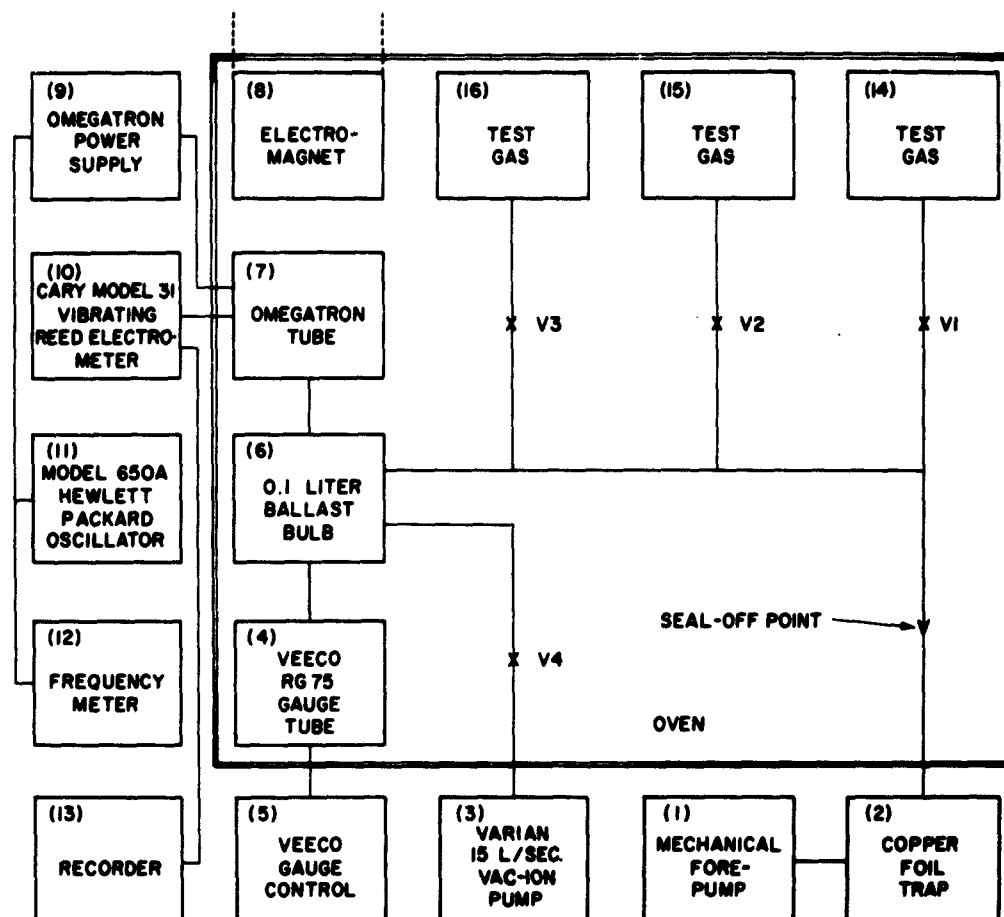 (9)
OMEGATRON
POWER
SUPPLY
(8)
ELECTRO-
MAGNET
(16)
TEST
GAS
(15)
TEST
GAS
(14)
TEST
GAS
(10)
CARY MODEL 31
VIBRATING
REED ELECTRO-
METER
(7)
OMEGATRON
TUBE
V3
V2
V1
(11)
MODEL 650A
HEWLETT
PACKARD
OSCILLATOR
(6)
0.1 LITER
BALLAST
BULB
(12)
FREQUENCY
METER
(4)
VEECO
RG 75
GAUGE
TUBE
V4
SEAL-OFF POINT
OVEN
(13)
RECORDER
(5)
VEECO
GAUGE
CONTROL
(3)
VARIAN
15 L/SEC.
VAC-ION
PUMP
(1)
MECHANICAL
FORE-
PUMP
(2)
COPPER
FOIL
TRAP